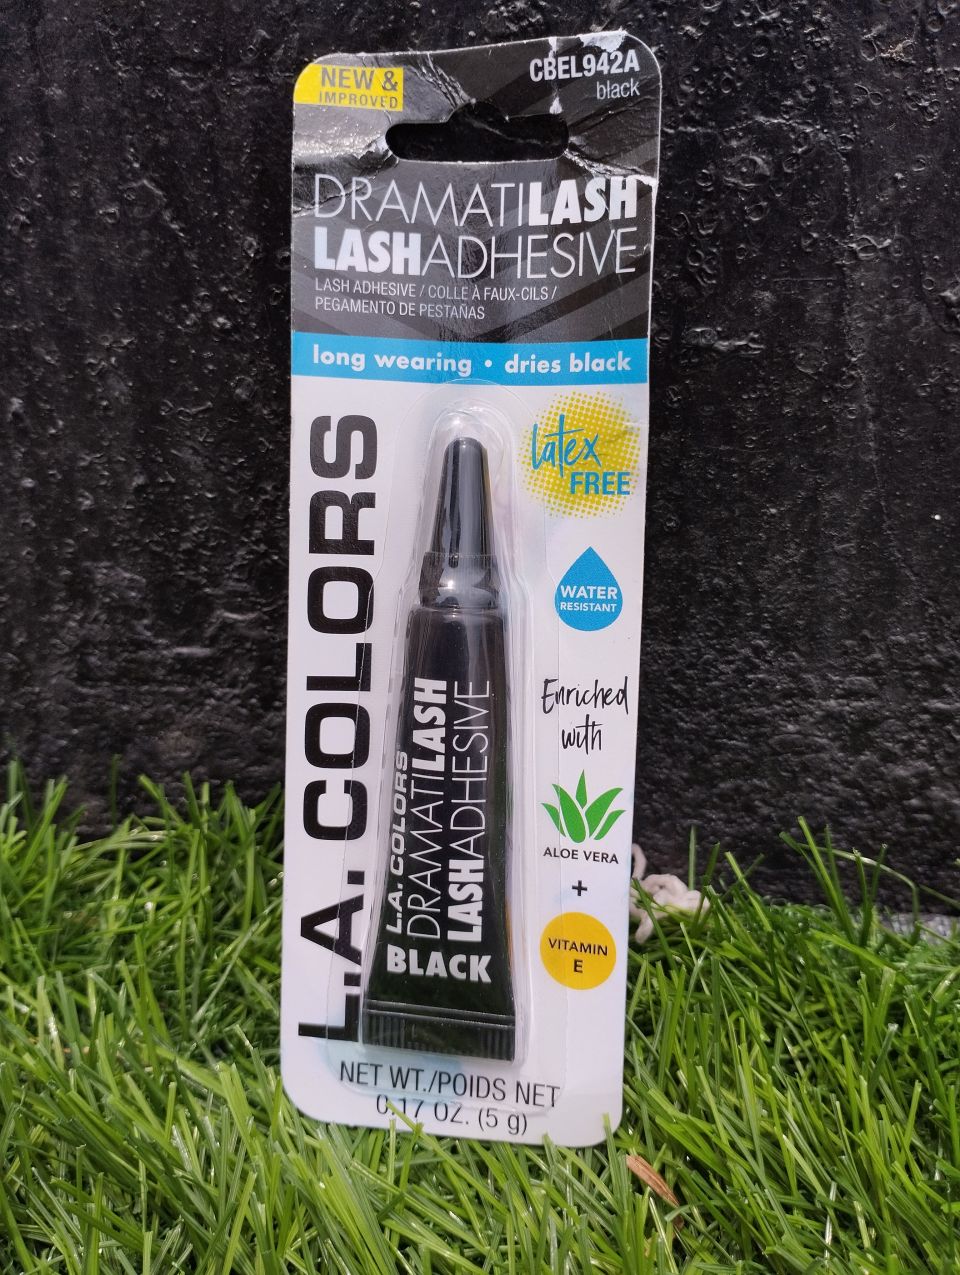 NEW &
IMPROVED
CBEL942A
black
DRAMATILASH
LASHADHESIVE
LASH ADHESIVE / COLLE À FAUX-CILS /
PEGAMENTO DE PESTAÑAS
long wearing • dries black
L.A. COLORS
latex
FREE
WATER
RESISTANT
Enriched
with
ALOE VERA
+
VITAMIN
E
L.A. COLORS
DRAMATILASH
LASHADHESIVE
BLACK
NET WT./POIDS NET
0.17 OZ. (5 g)